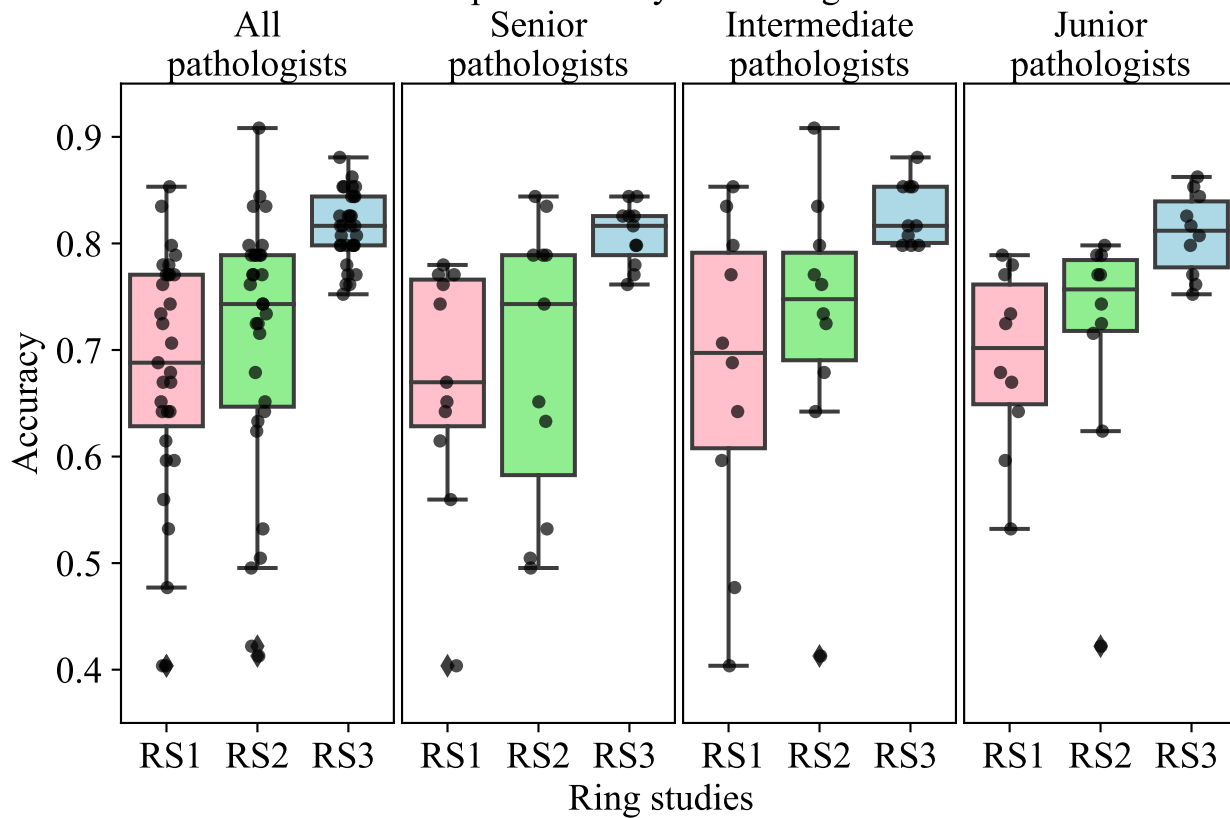 All
pathologists
Senior
pathologists
Intermediate
pathologists
Junior
pathologists
0.9
0.8
0.7
0.6
0.5
0.4
Accuracy
RS1 RS2 RS3
RS1 RS2 RS3
RS1 RS2 RS3
RS1 RS2 RS3
Ring studies